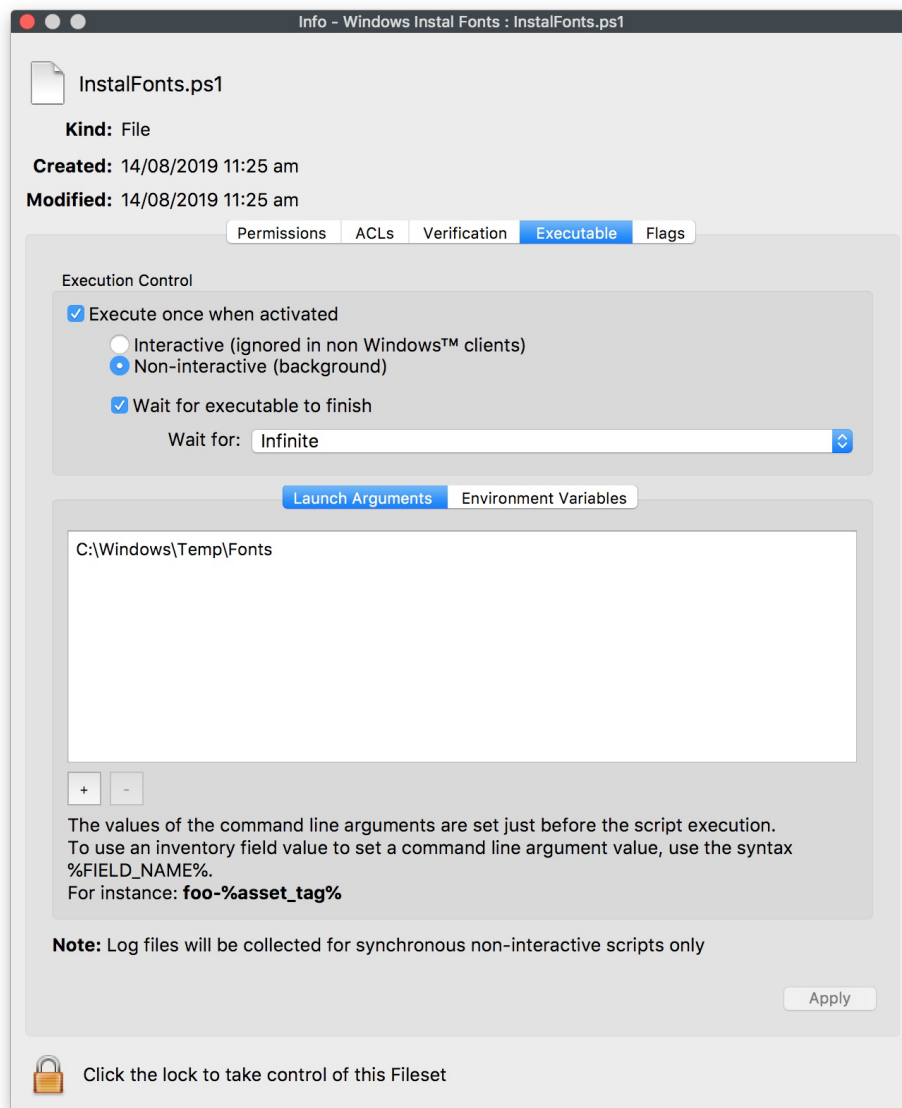 Info - Windows Instal Fonts : InstalFonts.ps1
InstalFonts.ps1
Kind: File
Created: 14/08/2019 11:25 am
Modified: 14/08/2019 11:25 am
Permissions ACLs Verification Executable Flags
Execution Control
Execute once when activated
Interactive (ignored in non Windows™ clients)
Non-interactive (background)
Wait for executable to finish
Wait for: Infinite
Launch Arguments Environment Variables
C:\Windows\Temp\Fonts
+ -
The values of the command line arguments are set just before the script execution.
To use an inventory field value to set a command line argument value, use the syntax
%FIELD_NAME%.
For instance: foo-%asset_tag%
Note: Log files will be collected for synchronous non-interactive scripts only
Apply
Click the lock to take control of this Fileset